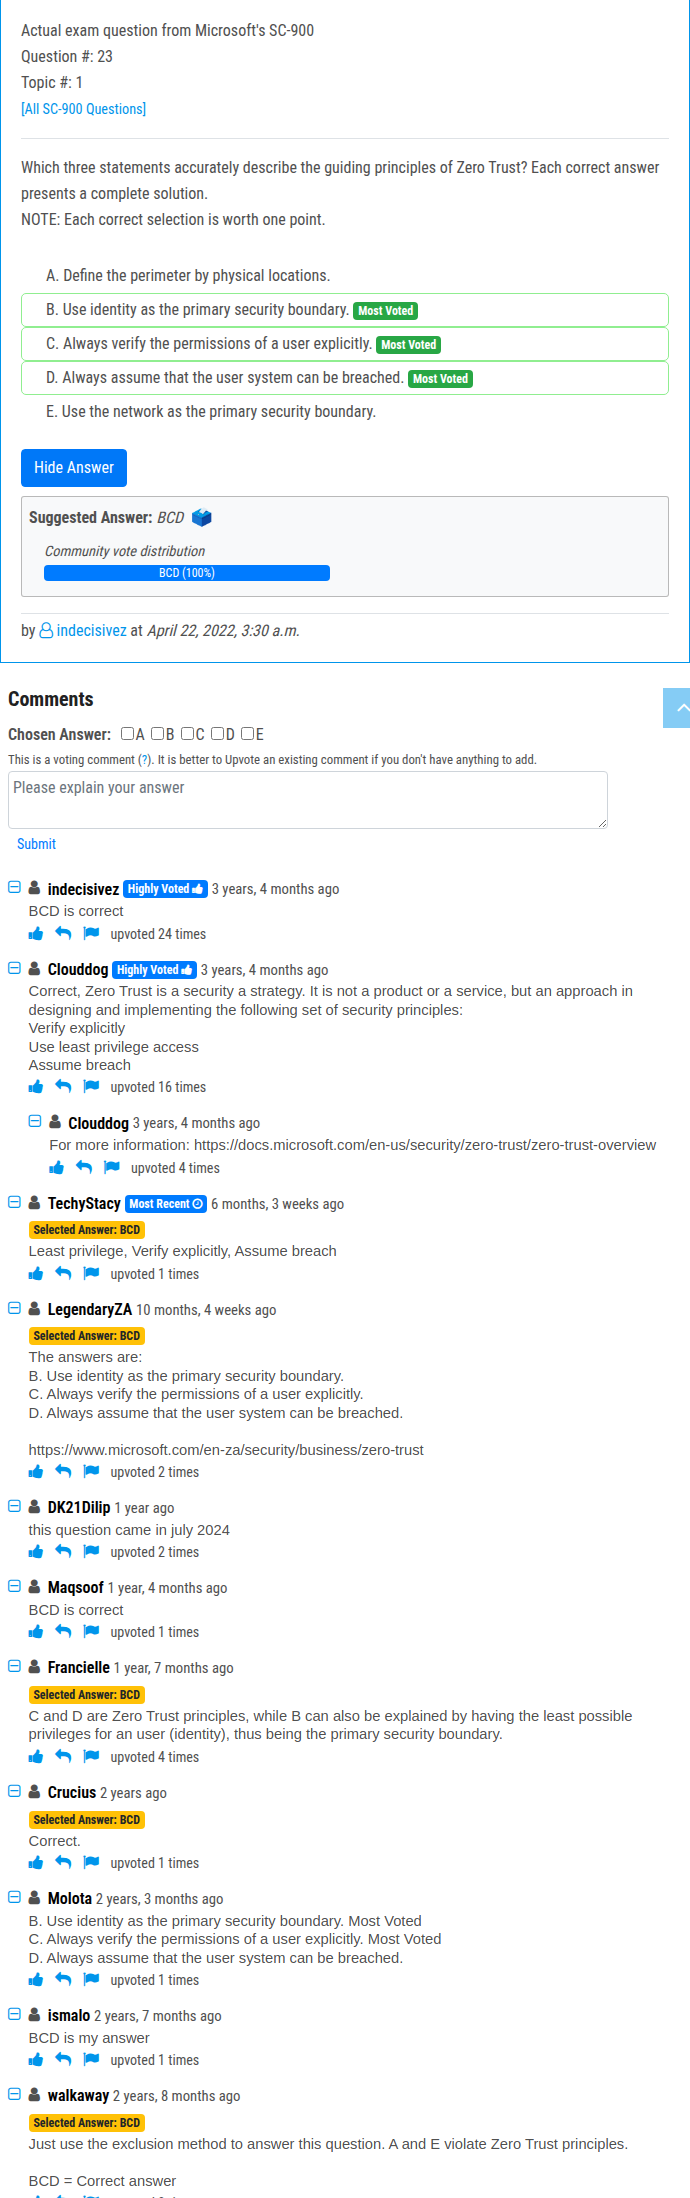 Actual exam question from Microsoft's SC-900
Question #: 23
Topic #: 1
[All SC-900 Questions]
Which three statements accurately describe the guiding principles of Zero Trust? Each correct answer
presents a complete solution.
NOTE: Each correct selection is worth one point.
A. Define the perimeter by physical locations.
B. Use identity as the primary security boundary. Most Voted
C. Always verify the permissions of a user explicitly. Most Voted
D. Always assume that the user system can be breached. Most Voted
E. Use the network as the primary security boundary.
Hide Answer
Suggested Answer: BCD
Community vote distribution
BCD (100%)
by indecisivez at April 22, 2022, 3:30 a.m.
Comments
Chosen Answer: A B C D E
This is a voting comment (?). It is better to Upvote an existing comment if you don't have anything to add.
Please explain your answer
Submit
indecisivez Highly Voted 3 years, 4 months ago
BCD is correct
upvoted 24 times
Clouddog Highly Voted 3 years, 4 months ago
Correct, Zero Trust is a security a strategy. It is not a product or a service, but an approach in
designing and implementing the following set of security principles:
Verify explicitly
Use least privilege access
Assume breach
upvoted 16 times
Clouddog 3 years, 4 months ago
For more information: https://docs.microsoft.com/en-us/security/zero-trust/zero-trust-overview
upvoted 4 times
TechyStacy Most Recent 6 months, 3 weeks ago
Selected Answer: BCD
Least privilege, Verify explicitly, Assume breach
upvoted 1 times
LegendaryZA 10 months, 4 weeks ago
Selected Answer: BCD
The answers are:
B. Use identity as the primary security boundary.
C. Always verify the permissions of a user explicitly.
D. Always assume that the user system can be breached.
https://www.microsoft.com/en-za/security/business/zero-trust
upvoted 2 times
DK21Dilip 1 year ago
this question came in july 2024
upvoted 2 times
Maqsoof 1 year, 4 months ago
BCD is correct
upvoted 1 times
Francielle 1 year, 7 months ago
Selected Answer: BCD
C and D are Zero Trust principles, while B can also be explained by having the least possible
privileges for an user (identity), thus being the primary security boundary.
upvoted 4 times
Crucius 2 years ago
Selected Answer: BCD
Correct.
upvoted 1 times
Molota 2 years, 3 months ago
B. Use identity as the primary security boundary. Most Voted
C. Always verify the permissions of a user explicitly. Most Voted
D. Always assume that the user system can be breached.
upvoted 1 times
ismalo 2 years, 7 months ago
BCD is my answer
upvoted 1 times
walkaway 2 years, 8 months ago
Selected Answer: BCD
Just use the exclusion method to answer this question. A and E violate Zero Trust principles.
BCD = Correct answer